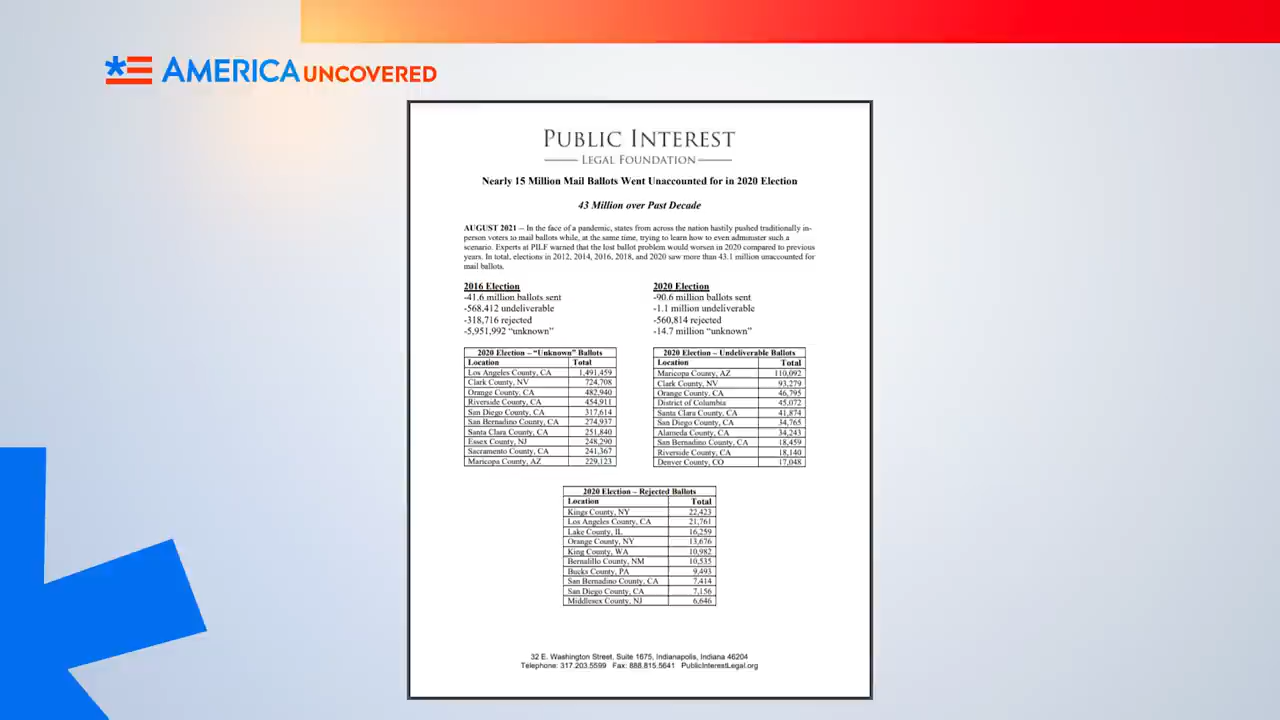 AMERICA UNCOVERED
PUBLIC INTEREST
LEGAL FOUNDATION
Nearly 15 Million Mail Ballots Went Unaccounted for in 2020 Election
43 Million over Past Decade
AUGUST 2021 – In the face of a pandemic, states from across the nation hastily pushed traditionally in-
person voters to mail ballots while, at the same time, trying to learn how to even administer such a
scenario. Experts at PILF warned that the lost ballot problem would worsen in 2020 compared to previous
years. In total, elections in 2012, 2014, 2016, 2018, and 2020 saw more than 43.1 million unaccounted for
mail ballots.
2016 Election
-41.6 million ballots sent
-568,412 undeliverable
-318,716 rejected
-5,951,992 “unknown”
2020 Election
-90.6 million ballots sent
-1.1 million undeliverable
-560,814 rejected
-14.7 million “unknown”
2020 Election – “Unknown” Ballots
Location Total
Los Angeles County, CA 1,491,459
Clark County, NV 724,708
Orange County, CA 482,940
Riverside County, CA 454,911
San Diego County, CA 317,614
San Bernadino County, CA 274,937
Santa Clara County, CA 251,840
Essex County, NJ 248,290
Sacramento County, CA 241,367
Maricopa County, AZ 229,123
2020 Election – Undeliverable Ballots
Location Total
Maricopa County, AZ 110,092
Clark County, NV 93,279
Orange County, CA 46,795
District of Columbia 45,072
Santa Clara County, CA 41,874
San Diego County, CA 34,765
Alameda County, CA 34,243
San Bernadino County, CA 18,459
Riverside County, CA 18,140
Denver County, CO 17,048
2020 Election – Rejected Ballots
Location Total
Kings County, NY 22,423
Los Angeles County, CA 21,761
Lake County, IL 16,259
Orange County, NY 13,676
King County, WA 10,982
Bernalillo County, NM 10,535
Bucks County, PA 9,493
San Bernadino County, CA 7,414
San Diego County, CA 7,156
Middlesex County, NJ 6,646
32 E. Washington Street, Suite 1675, Indianapolis, Indiana 46204
Telephone: 317.203.5599 Fax: 888.815.5641 PublicInterestLegal.org